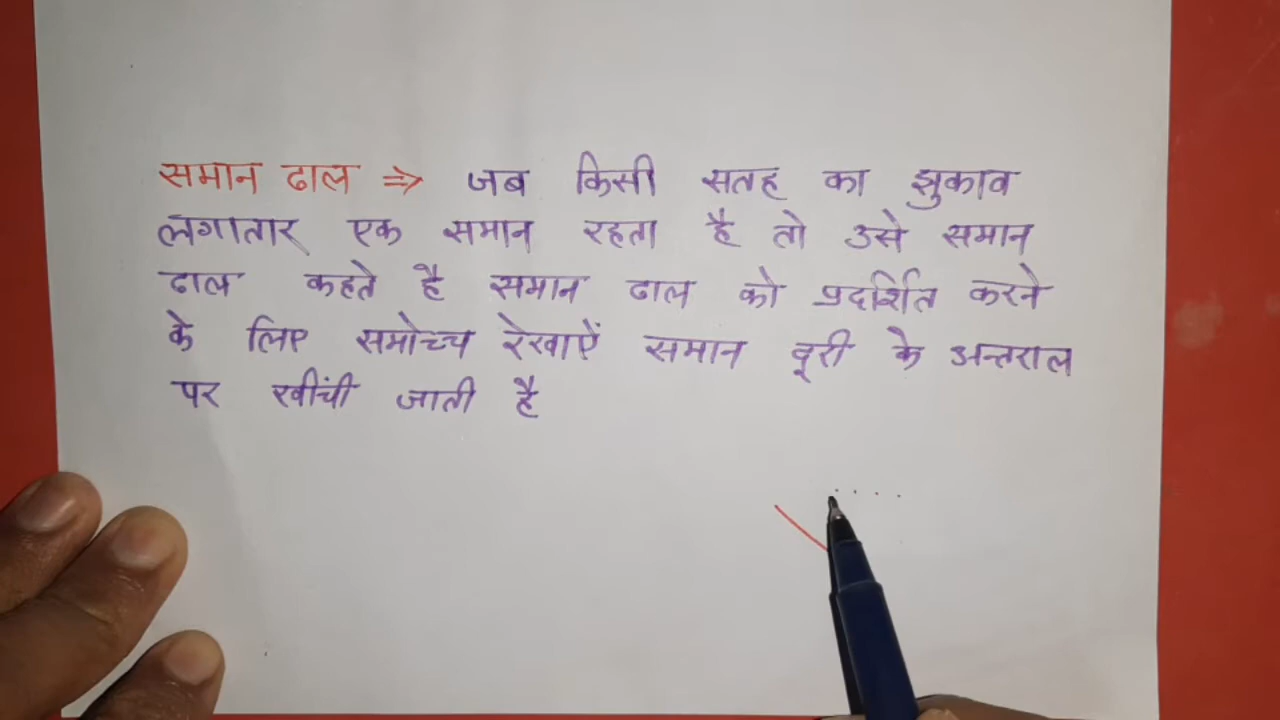 समान ढाल ⇒ जब किसी सतह का झुकाव
लगातार एक समान रहता है तो उसे समान
ढाल कहते है समान ढाल को प्रदर्शित करने
के लिए समोच्च रेखाऐं समान दूरी के अन्तराल
पर खींची जाती है